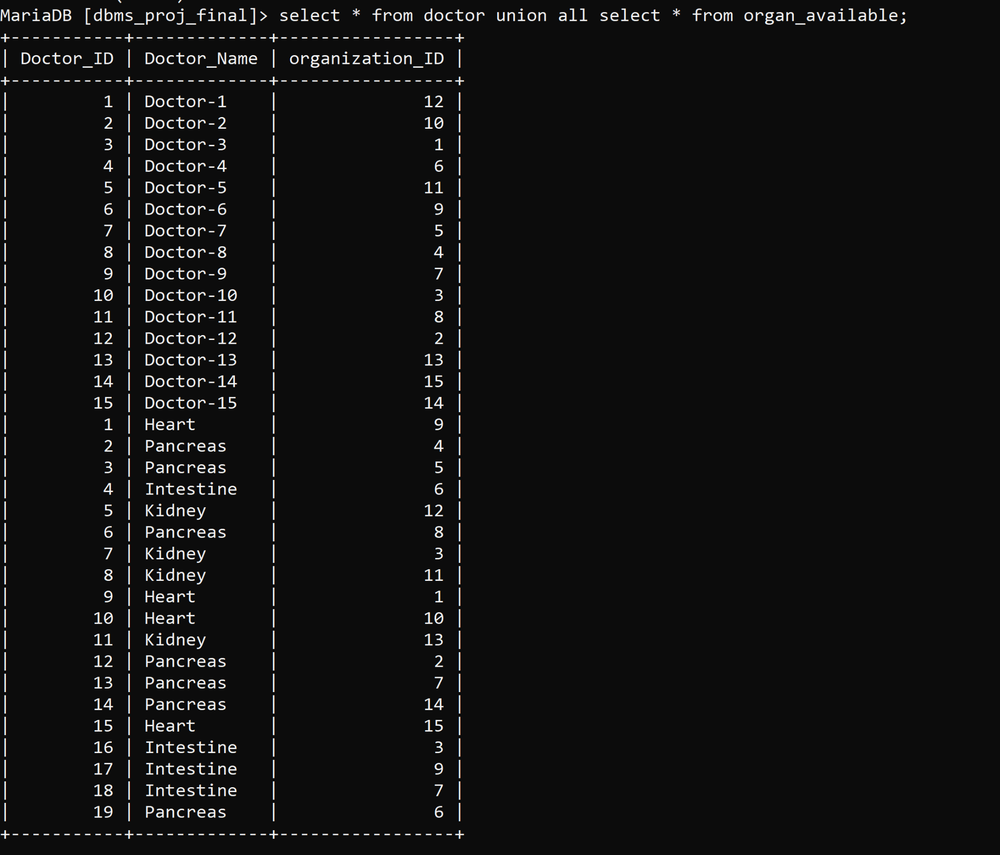 MariaDB [dbms_proj_final]> select * from doctor union all select * from organ_available;
+-----------+-------------+-----------------+
| Doctor_ID | Doctor_Name | organization_ID |
+-----------+-------------+-----------------+
|         1 | Doctor-1    |              12 |
|         2 | Doctor-2    |              10 |
|         3 | Doctor-3    |               1 |
|         4 | Doctor-4    |               6 |
|         5 | Doctor-5    |              11 |
|         6 | Doctor-6    |               9 |
|         7 | Doctor-7    |               5 |
|         8 | Doctor-8    |               4 |
|         9 | Doctor-9    |               7 |
|        10 | Doctor-10   |               3 |
|        11 | Doctor-11   |               8 |
|        12 | Doctor-12   |               2 |
|        13 | Doctor-13   |              13 |
|        14 | Doctor-14   |              15 |
|        15 | Doctor-15   |              14 |
|         1 | Heart       |               9 |
|         2 | Pancreas    |               4 |
|         3 | Pancreas    |               5 |
|         4 | Intestine   |               6 |
|         5 | Kidney      |              12 |
|         6 | Pancreas    |               8 |
|         7 | Kidney      |               3 |
|         8 | Kidney      |              11 |
|         9 | Heart       |               1 |
|        10 | Heart       |              10 |
|        11 | Kidney      |              13 |
|        12 | Pancreas    |               2 |
|        13 | Pancreas    |               7 |
|        14 | Pancreas    |              14 |
|        15 | Heart       |              15 |
|        16 | Intestine   |               3 |
|        17 | Intestine   |               9 |
|        18 | Intestine   |               7 |
|        19 | Pancreas    |               6 |
+-----------+-------------+-----------------+